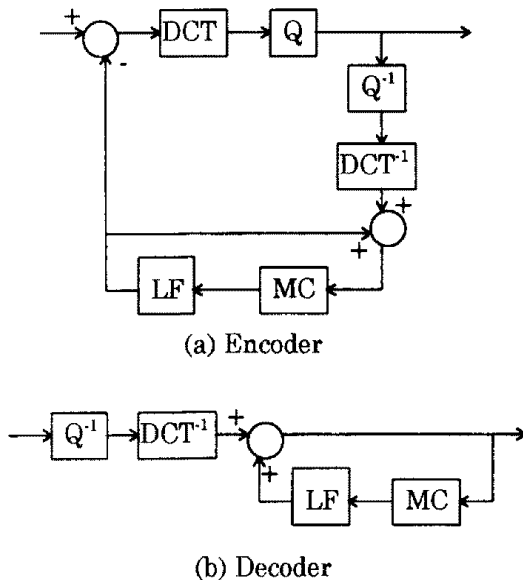 +
-
DCT
Q
Q⁻¹
DCT⁻¹
+
+
LF
MC
(a) Encoder
Q⁻¹
DCT⁻¹
+
+
LF
MC
(b) Decoder